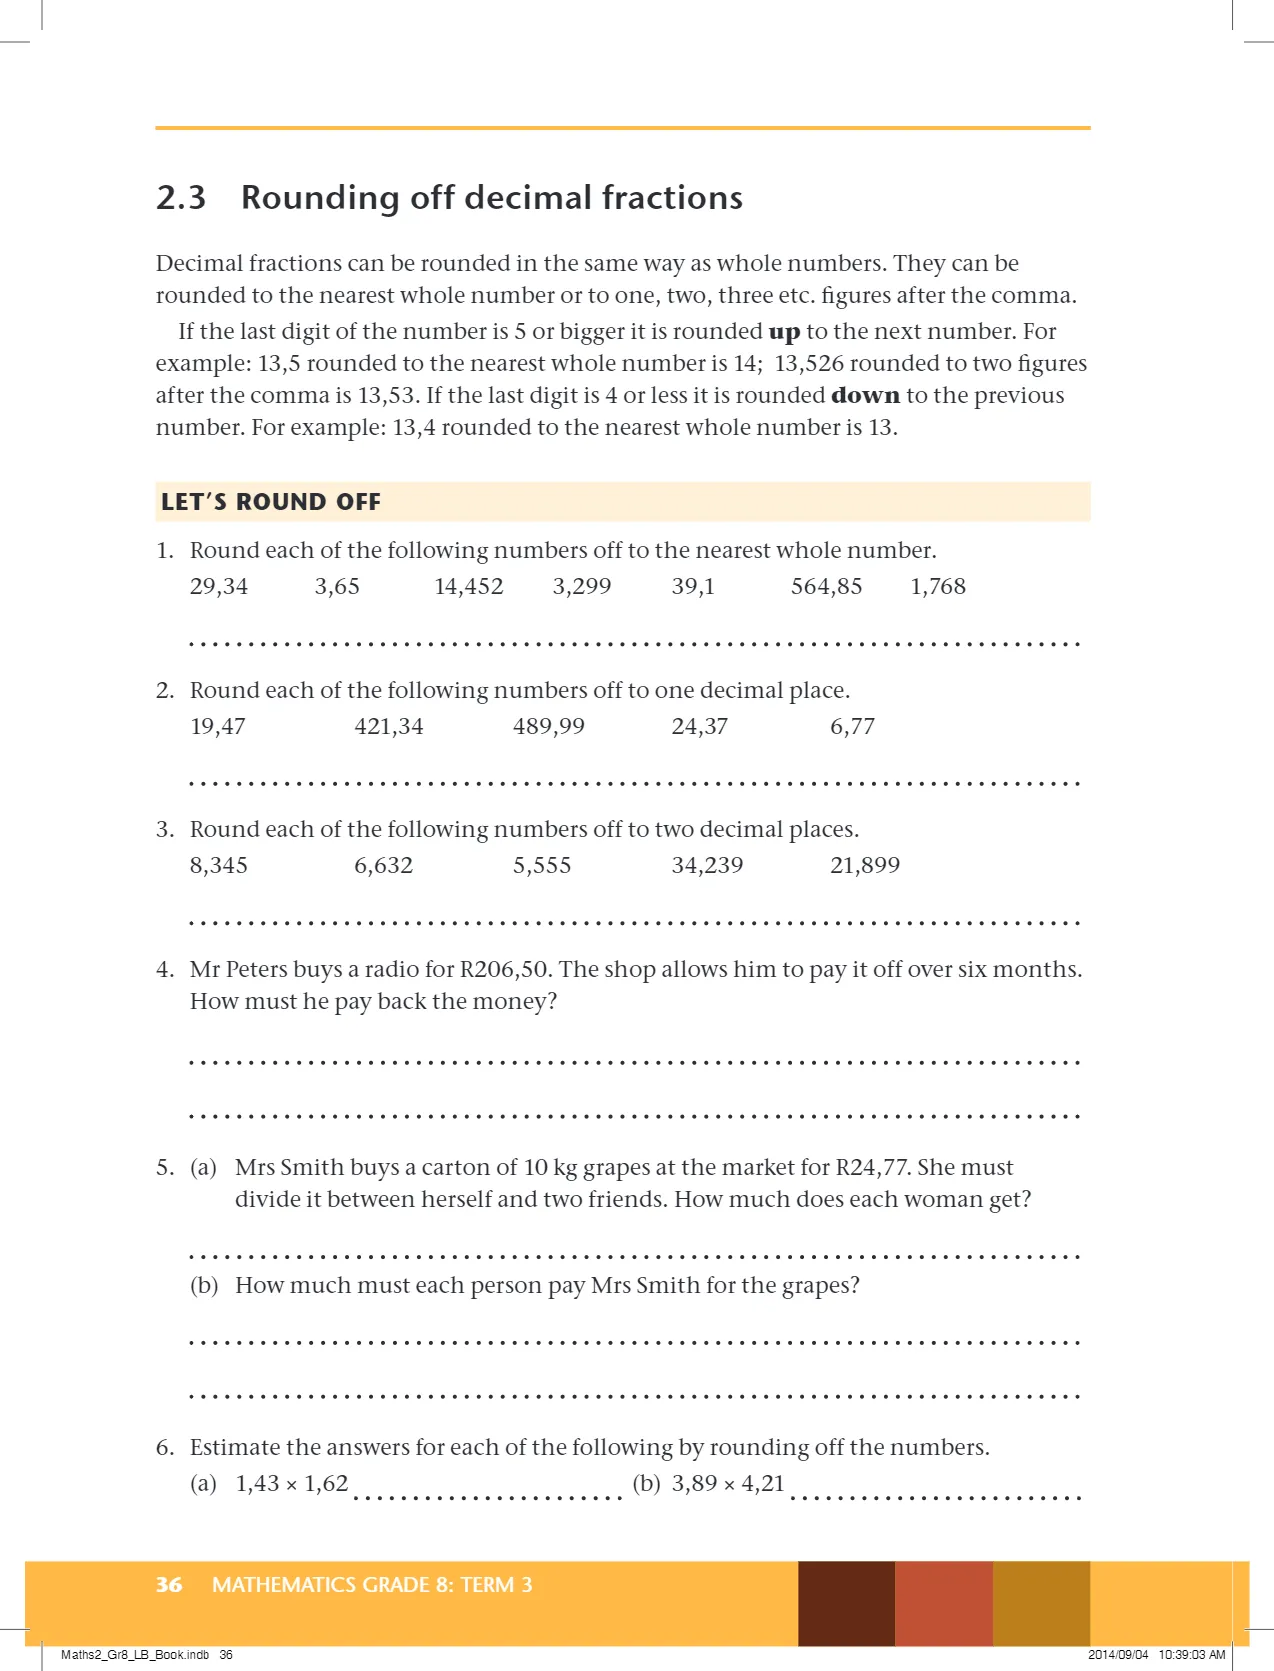 2.3 Rounding off decimal fractions
Decimal fractions can be rounded in the same way as whole numbers. They can be
rounded to the nearest whole number or to one, two, three etc. figures after the comma.
If the last digit of the number is 5 or bigger it is rounded up to the next number. For
example: 13,5 rounded to the nearest whole number is 14; 13,526 rounded to two figures
after the comma is 13,53. If the last digit is 4 or less it is rounded down to the previous
number. For example: 13,4 rounded to the nearest whole number is 13.
LET'S ROUND OFF
1. Round each of the following numbers off to the nearest whole number.
29,34 3,65 14,452 3,299 39,1 564,85 1,768
2. Round each of the following numbers off to one decimal place.
19,47 421,34 489,99 24,37 6,77
3. Round each of the following numbers off to two decimal places.
8,345 6,632 5,555 34,239 21,899
4. Mr Peters buys a radio for R206,50. The shop allows him to pay it off over six months.
How must he pay back the money?
5. (a) Mrs Smith buys a carton of 10 kg grapes at the market for R24,77. She must
divide it between herself and two friends. How much does each woman get?
(b) How much must each person pay Mrs Smith for the grapes?
6. Estimate the answers for each of the following by rounding off the numbers.
(a) 1,43 × 1,62 (b) 3,89 × 4,21
36 MATHEMATICS GRADE 8: TERM 3
Maths2_Gr8_LB_Book.indb 36 2014/09/04 10:39:03 AM